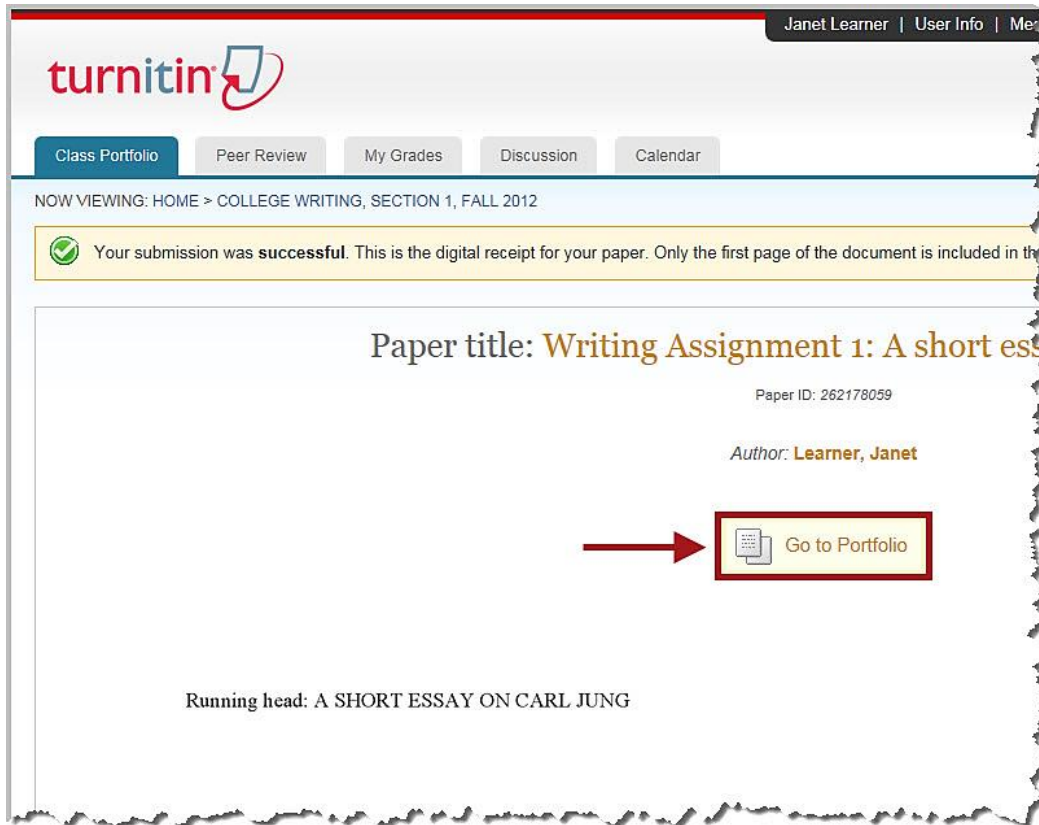 Janet Learner | User Info |
turnitin
Class Portfolio Peer Review My Grades Discussion Calendar
NOW VIEWING: HOME > COLLEGE WRITING, SECTION 1, FALL 2012
Your submission was successful. This is the digital receipt for your paper. Only the first page of the document is included in
Paper title: Writing Assignment 1: A short
Paper ID: 262178059
Author: Learner, Janet
Go to Portfolio
Running head: A SHORT ESSAY ON CARL JUNG